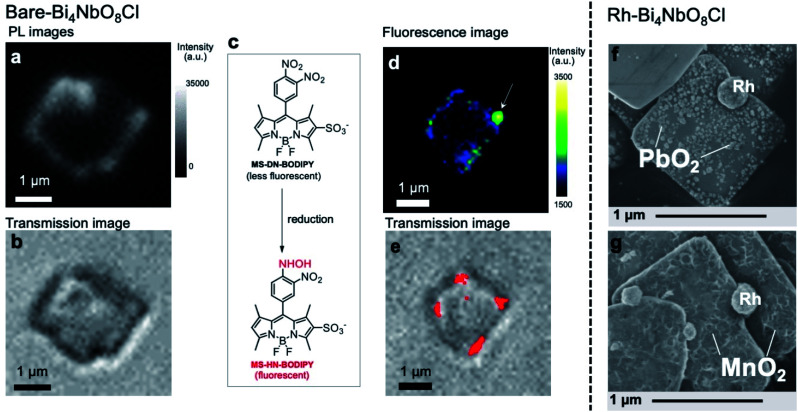 Bare-Bi4NbO8Cl
PL images
a
Intensity
(a.u.)
35000
0
1 µm
Transmission image
b
1 µm
c
NO2
NO2
SO3-
N
B
N
F
F
MS-DN-BODIPY
(less fluorescent)
reduction
NHOH
NO2
SO3-
N
B
N
F
F
MS-HN-BODIPY
(fluorescent)
Fluorescence image
d
Intensity
(a.u.)
3500
1500
1 µm
Transmission image
e
1 µm
Rh-Bi4NbO8Cl
f
Rh
PbO2
1 µm
g
Rh
MnO2
1 µm